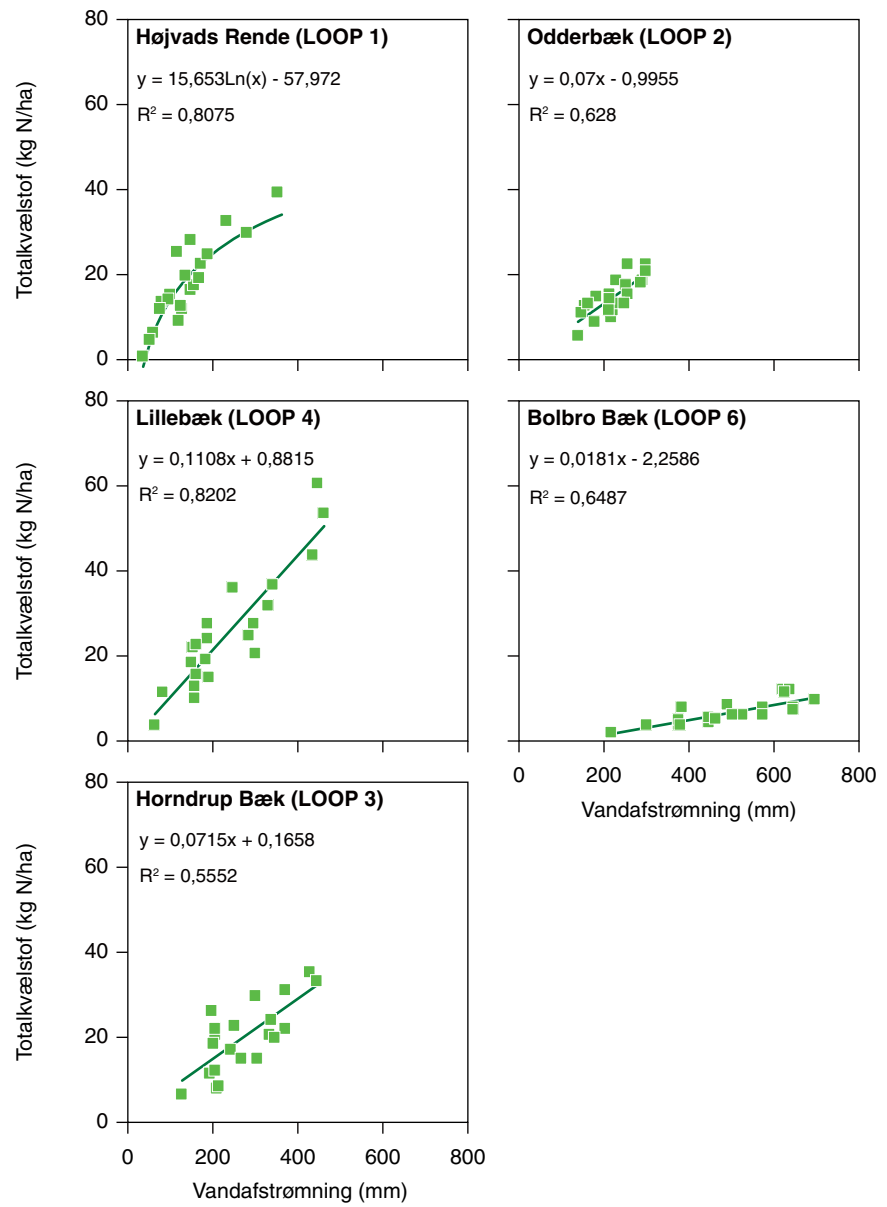 Højvads Rende (LOOP 1)
y = 15,653Ln(x) - 57,972
R² = 0,8075
80
60
40
20
0
Totalkvælstof (kg N/ha)
Odderbæk (LOOP 2)
y = 0,07x - 0,9955
R² = 0,628
Lillebæk (LOOP 4)
y = 0,1108x + 0,8815
R² = 0,8202
80
60
40
20
0
Totalkvælstof (kg N/ha)
Bolbro Bæk (LOOP 6)
y = 0,0181x - 2,2586
R² = 0,6487
0 200 400 600 800
Vandafstrømning (mm)
Horndrup Bæk (LOOP 3)
y = 0,0715x + 0,1658
R² = 0,5552
80
60
40
20
0
Totalkvælstof (kg N/ha)
0 200 400 600 800
Vandafstrømning (mm)